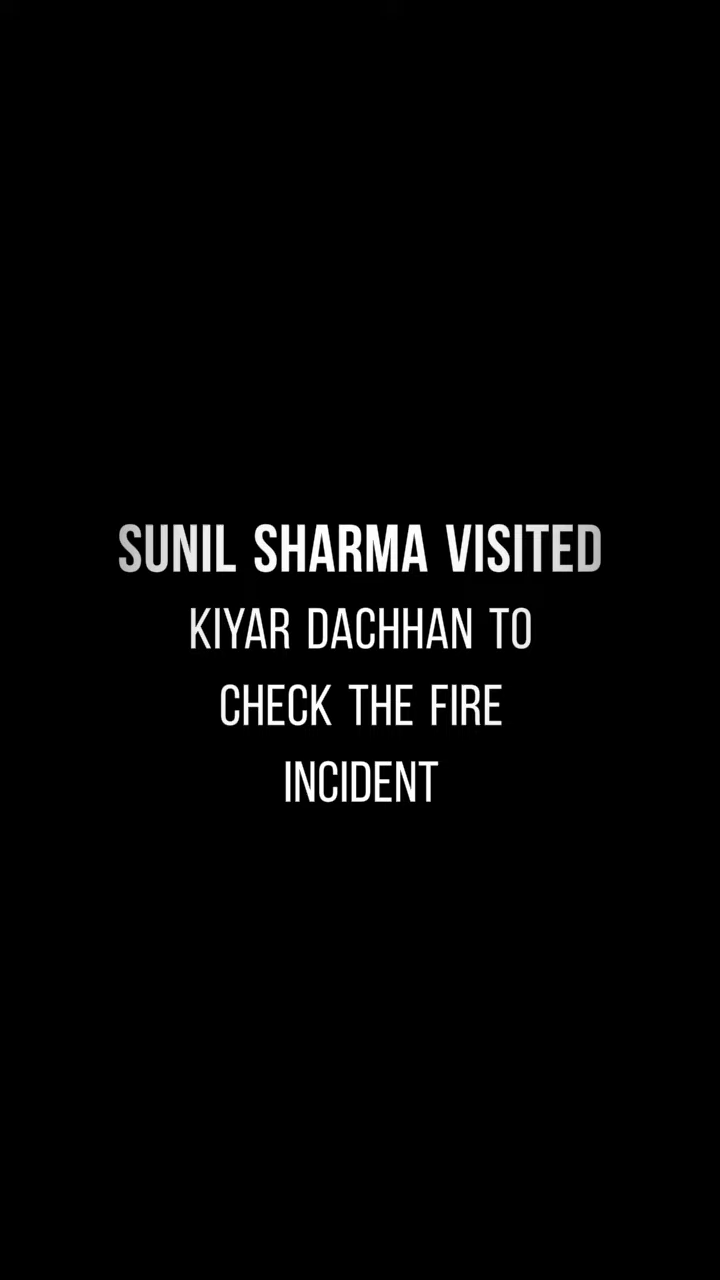 SUNIL SHARMA VISITED
KIYAR DACHHAN TO
CHECK THE FIRE
INCIDENT